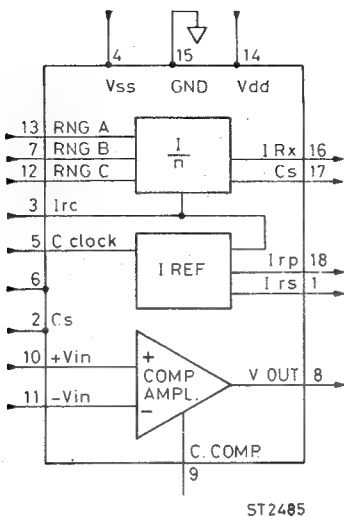 4 15 14
Vss GND Vdd
13 RNG A
7 RNG B
12 RNG C
I
n
IRx 16
Cs 17
3 Irc
5 C clock
I REF
Irp 18
Irs 1
6
2 Cs
10 +Vin
+
COMP
AMPL.
V OUT 8
11 -Vin
-
C. COMP.
9
ST2485